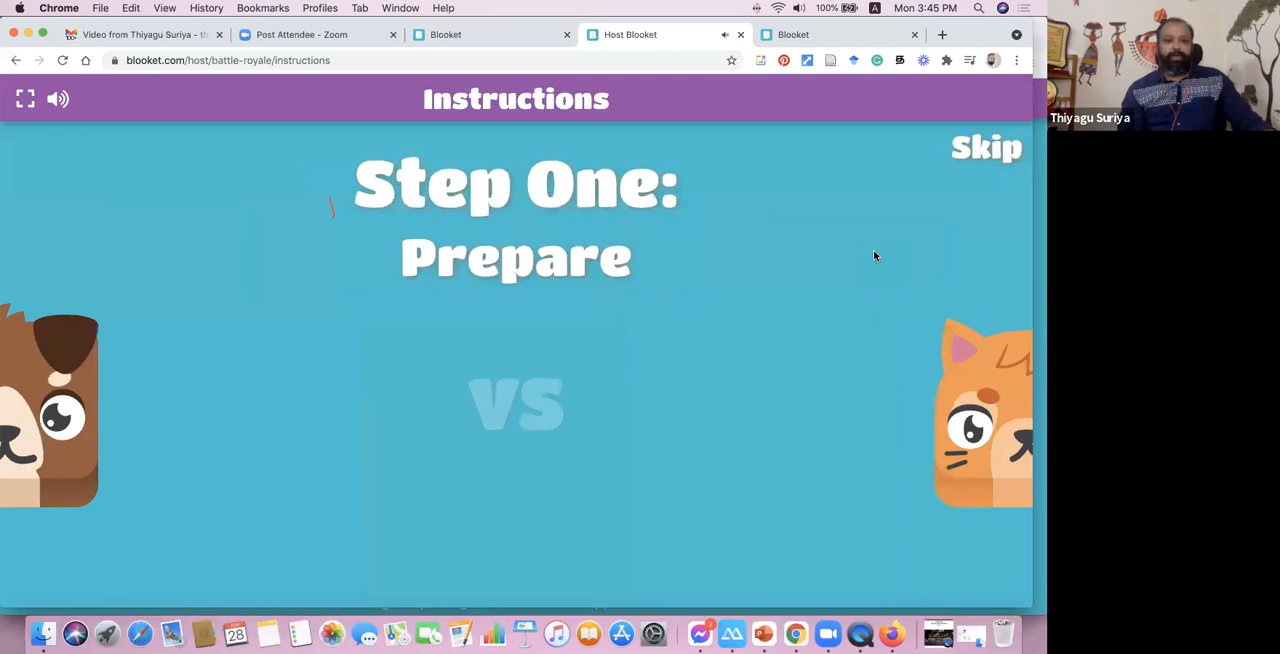 Chrome File Edit View History Bookmarks Profiles Tab Window Help 100% A Mon 3:45 PM
Video from Thiyagu Suriya - th Post Attendee - Zoom Blooket Host Blooket Blooket
blooket.com/host/battle-royale/instructions
Instructions
Thiyagu Suriya
Skip
Step One:
Prepare
VS
28
2